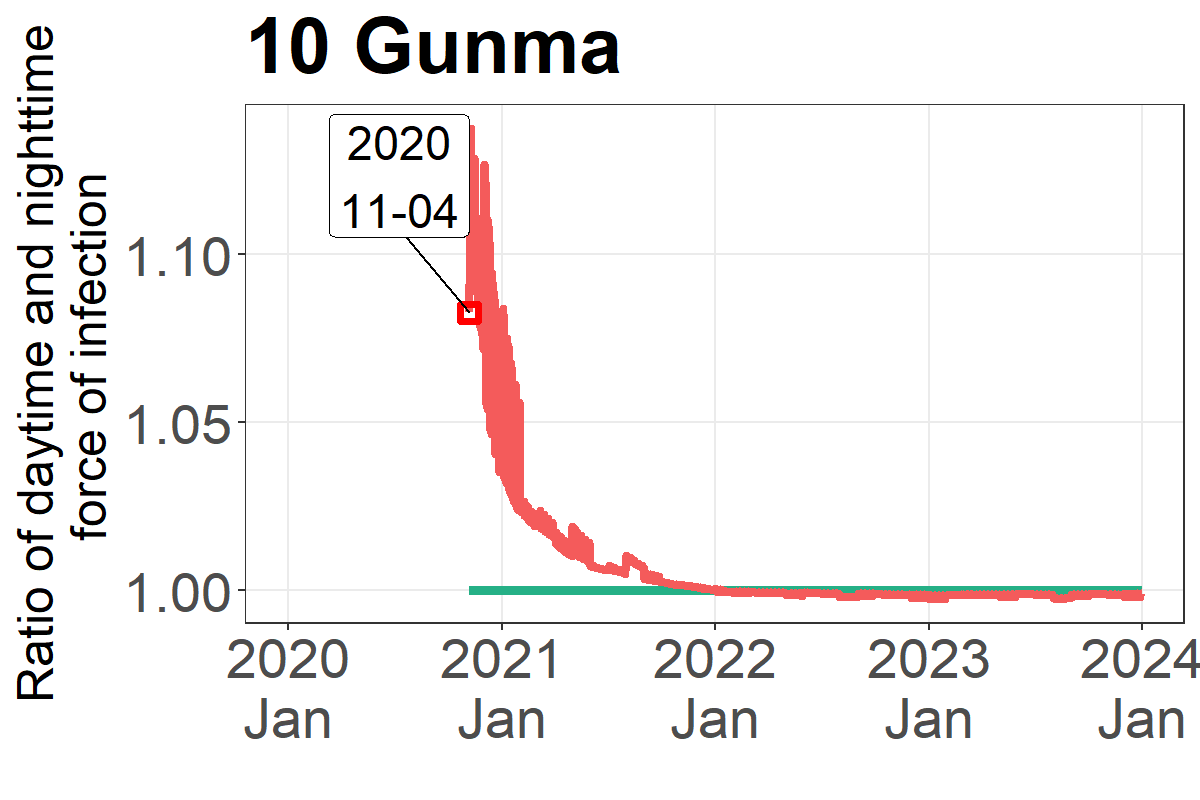 10 Gunma
Ratio of daytime and nighttime
force of infection
2020
11-04
1.10
1.05
1.00
2020
Jan
2021
Jan
2022
Jan
2023
Jan
2024
Jan